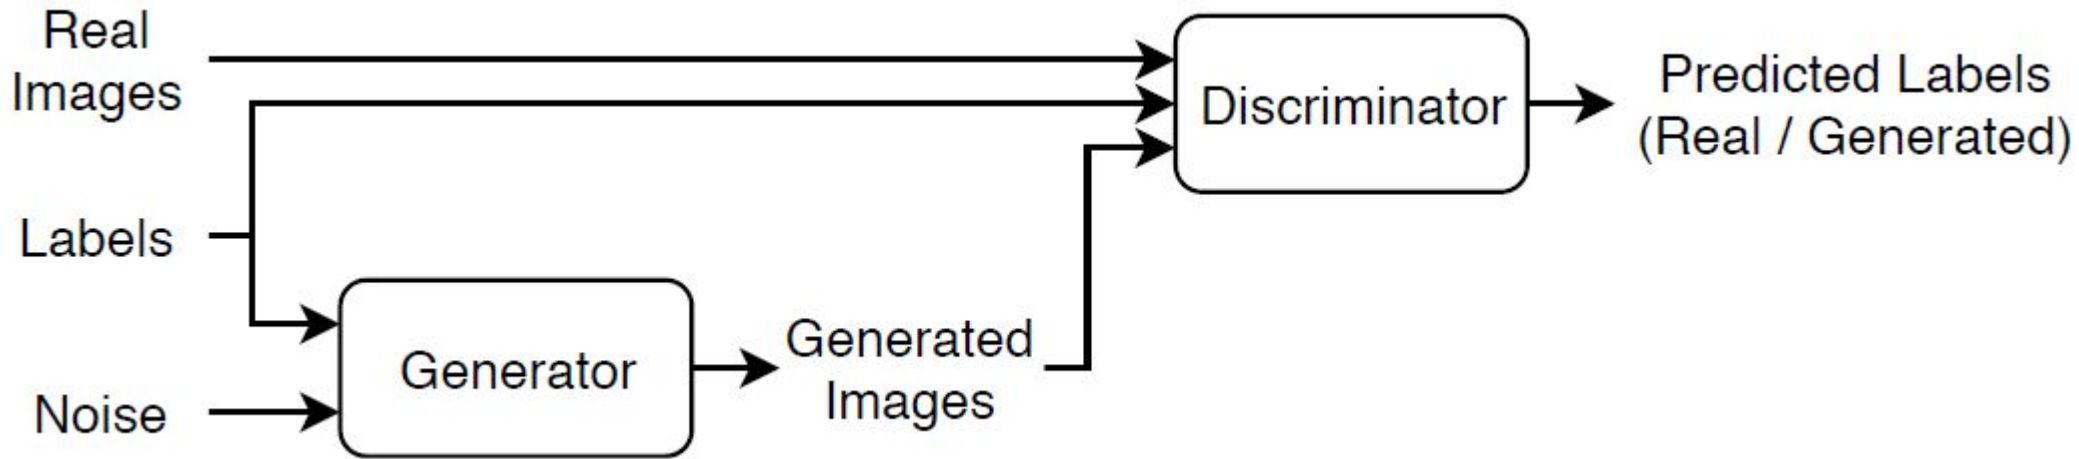 Real
Images
Labels
Noise
Generator
Generated
Images
Discriminator
Predicted Labels
(Real / Generated)